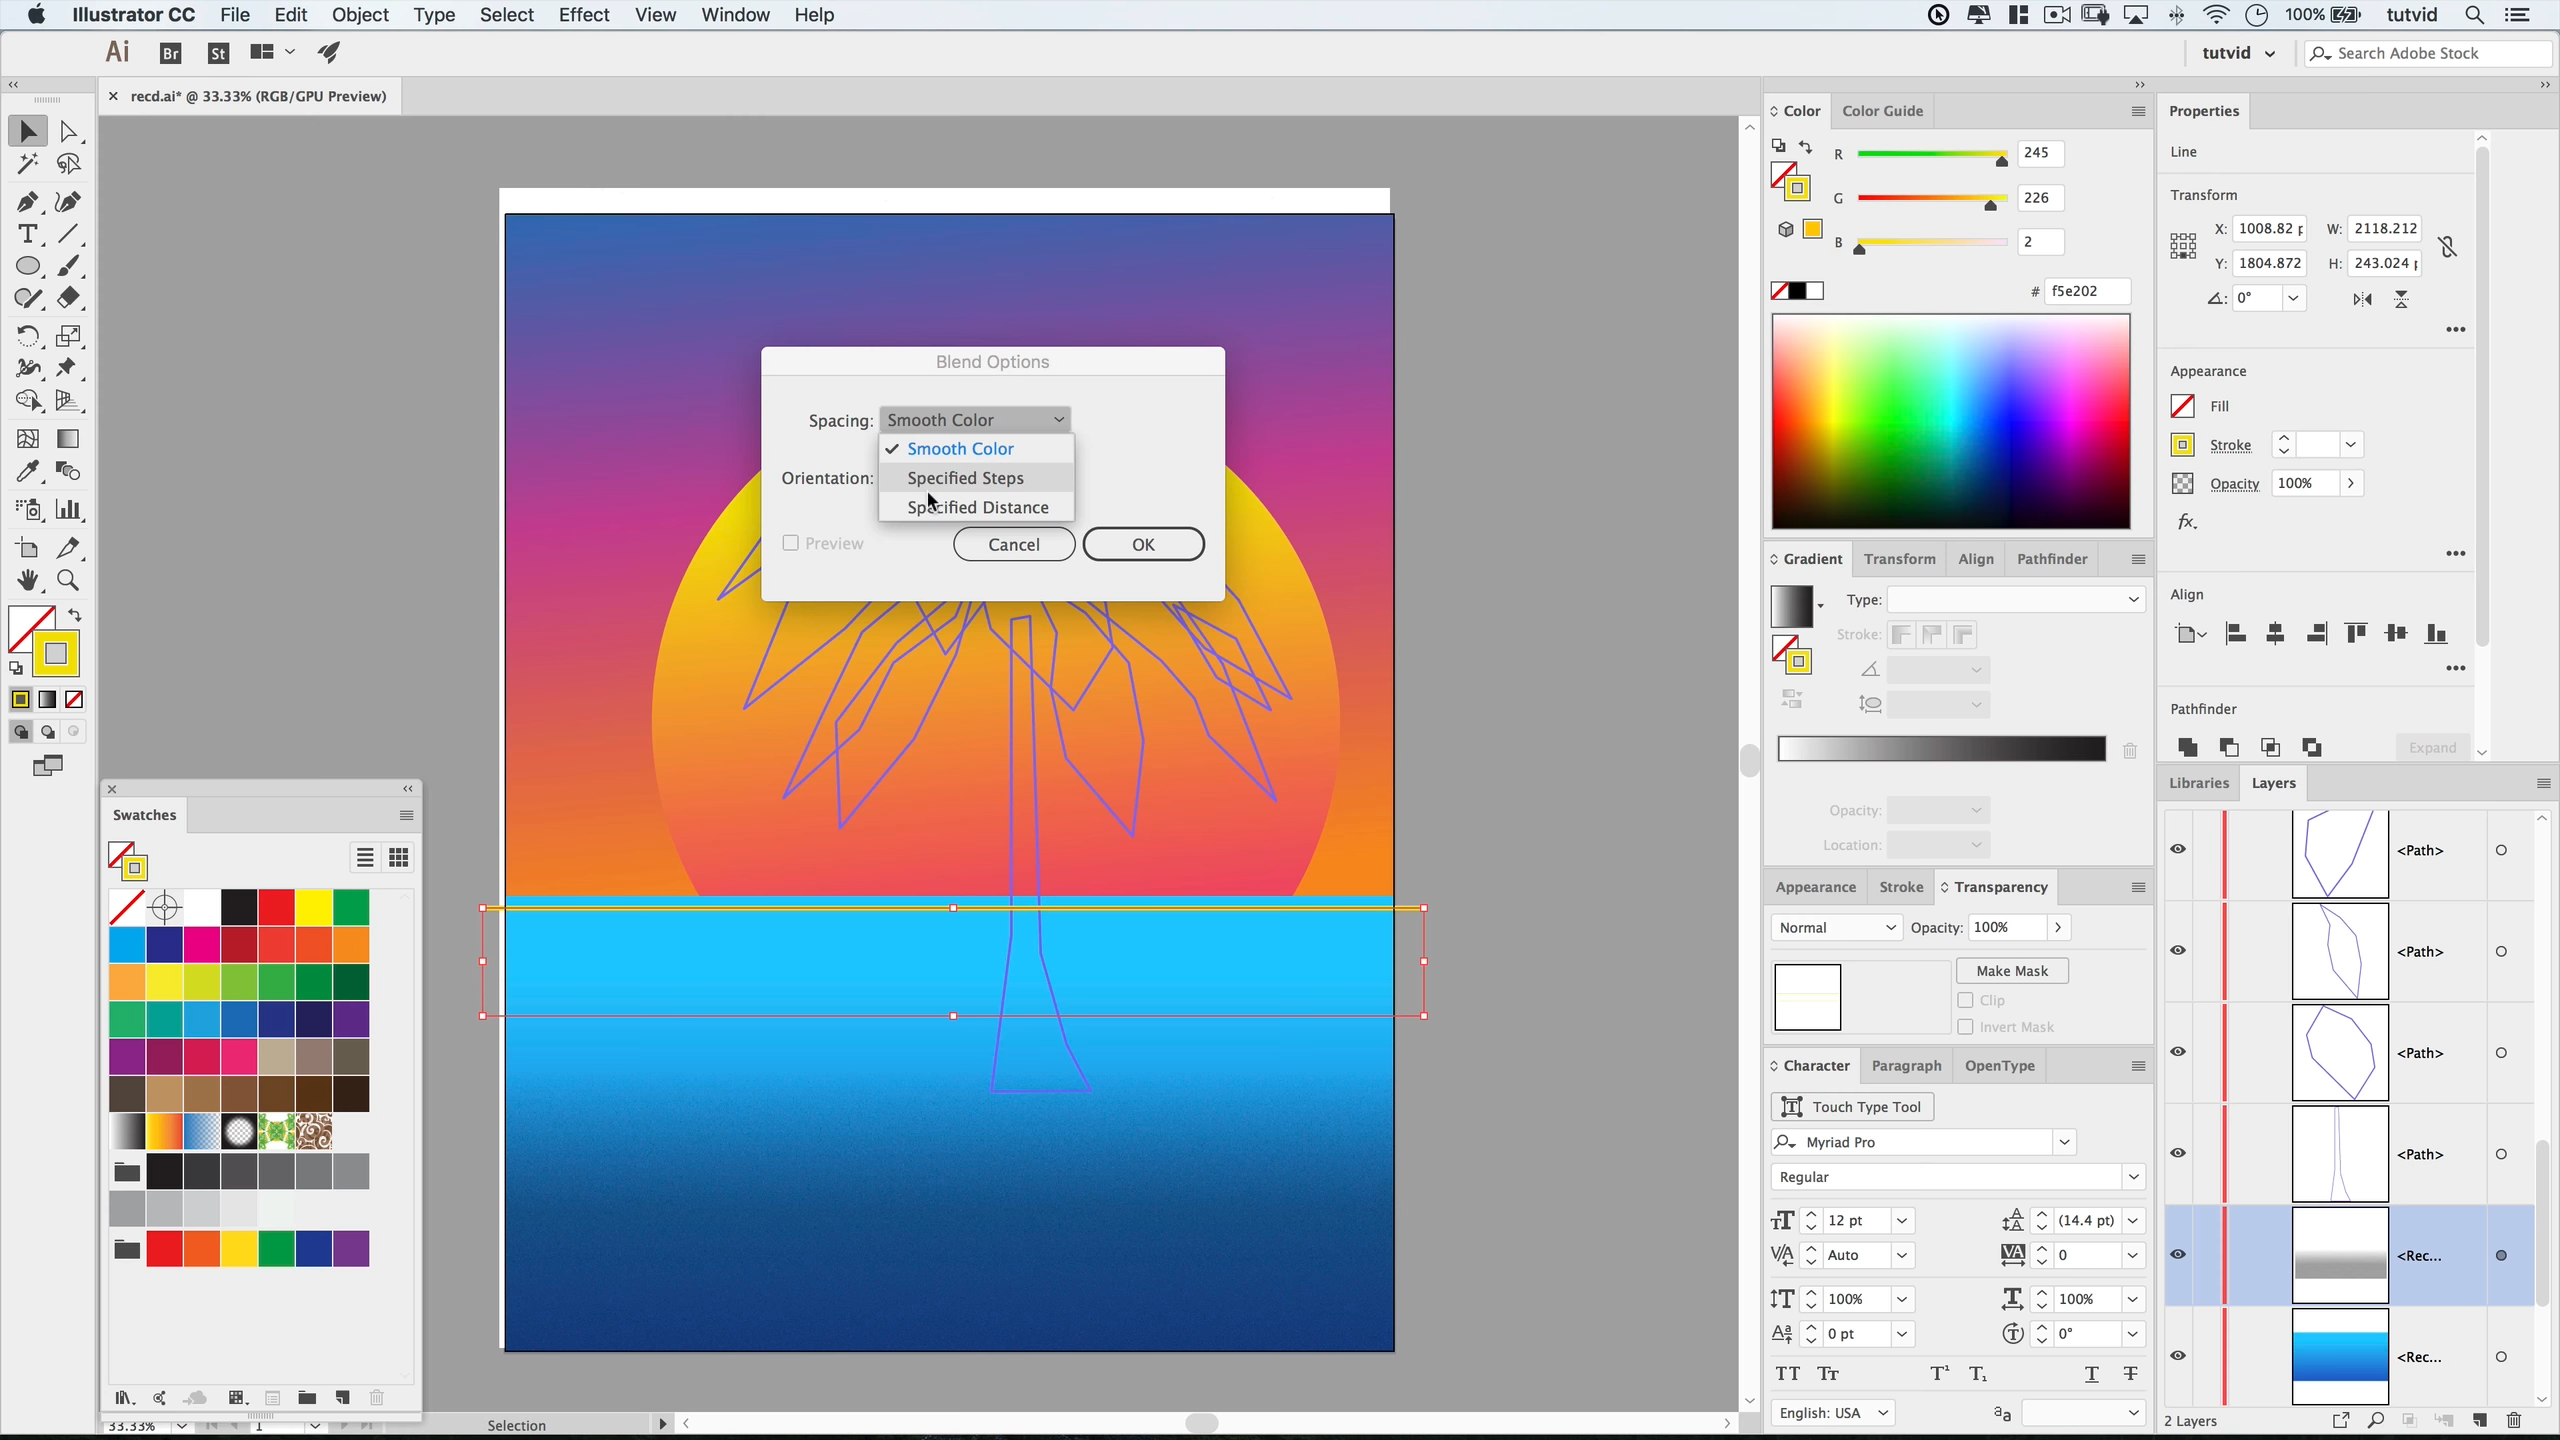 Illustrator CC File Edit Object Type Select Effect View Window Help 100% tutvid
Ai Br St tutvid Search Adobe Stock
recd.ai* @ 33.33% (RGB/GPU Preview)
Color Color Guide
R 245
G 226
B 2
# f5e202
Properties
Line
Transform
X: 1008.82 p W: 2118.212
Y: 1804.872 H: 243.024 p
0°
Appearance
Fill
Stroke
Opacity 100%
fx.
Align
Pathfinder
Expand
Blend Options
Spacing: Smooth Color
Smooth Color
Specified Steps
Specified Distance
Orientation:
Preview Cancel OK
Gradient Transform Align Pathfinder
Type:
Stroke:
Opacity:
Location:
Appearance Stroke Transparency
Normal Opacity: 100%
Make Mask
Clip
Invert Mask
Character Paragraph OpenType
Touch Type Tool
Myriad Pro
Regular
12 pt (14.4 pt)
Auto 0
100% 100%
0 pt 0°
English: USA
Libraries Layers
<Path>
<Path>
<Path>
<Path>
<Rec...
<Rec...
2 Layers
Swatches
33.33% 1 Selection